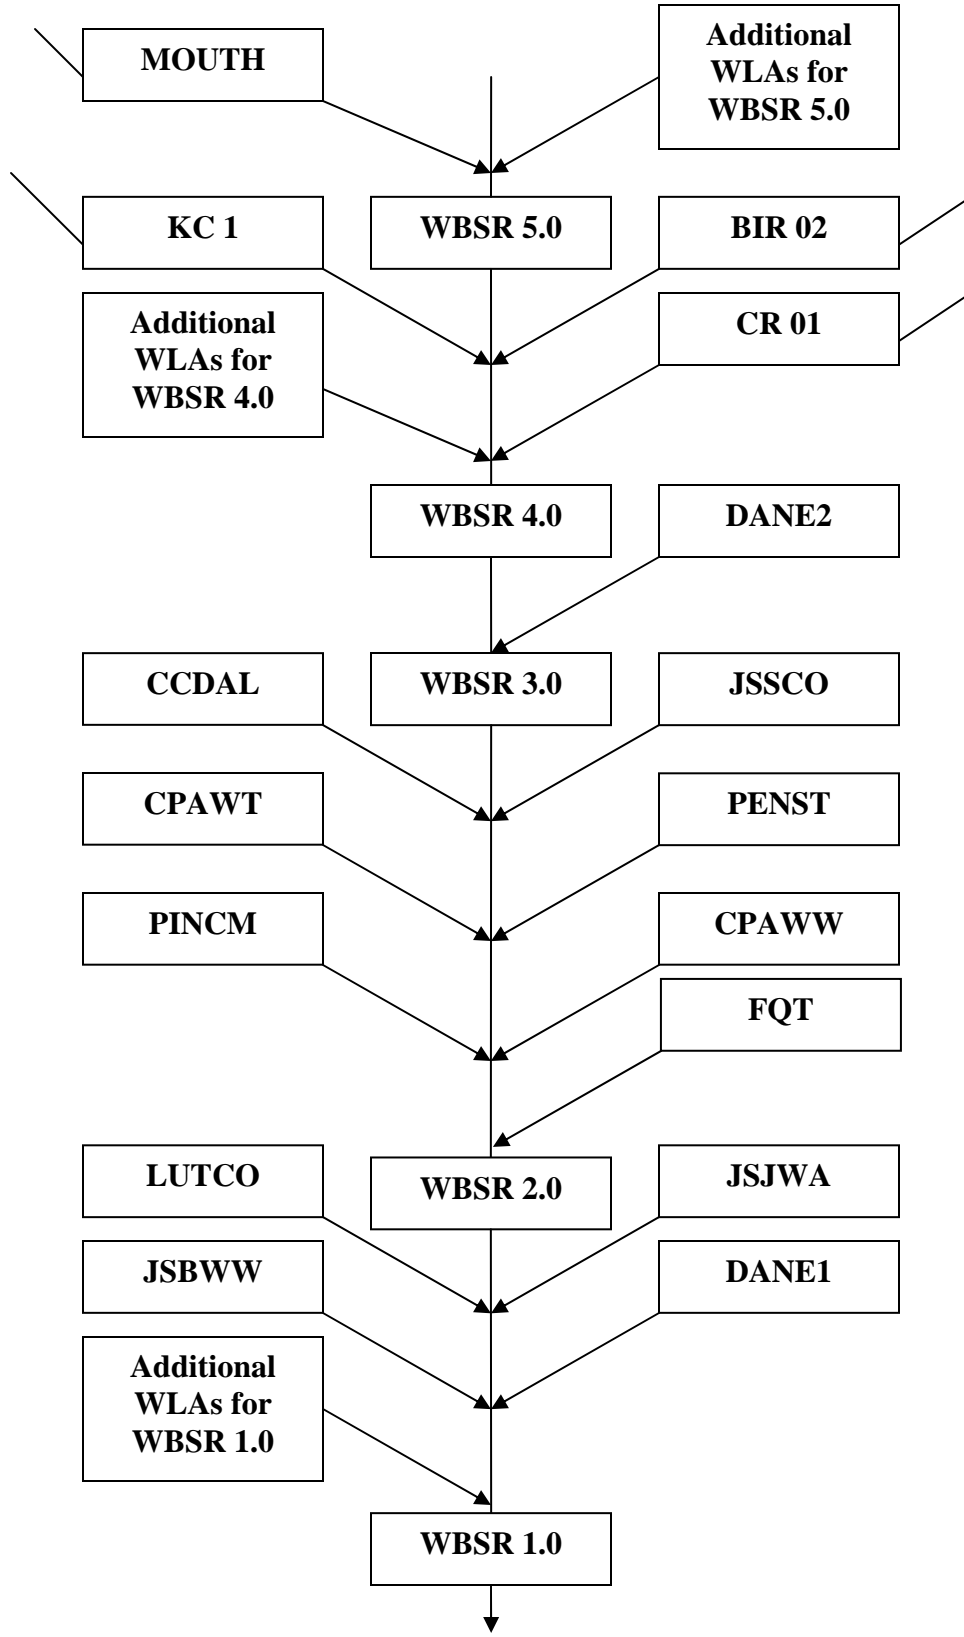 MOUTH
Additional
WLAs for
WBSR 5.0
KC 1
WBSR 5.0
BIR 02
Additional
WLAs for
WBSR 4.0
CR 01
WBSR 4.0
DANE2
CCDAL
WBSR 3.0
JSSCO
CPAWT
PENST
PINCM
CPAWW
FQT
LUTCO
WBSR 2.0
JSJWA
JSBWW
DANE1
Additional
WLAs for
WBSR 1.0
WBSR 1.0